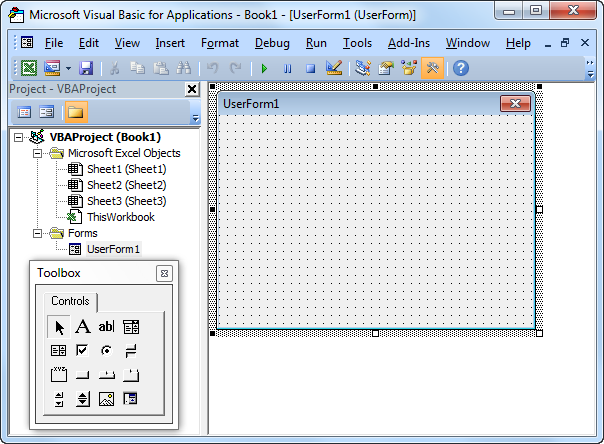 Microsoft Visual Basic for Applications - Book1 - [UserForm1 (UserForm)]
File Edit View Insert Format Debug Run Tools Add-Ins Window Help
Project - VBAProject
VBAProject (Book1)
Microsoft Excel Objects
Sheet1 (Sheet1)
Sheet2 (Sheet2)
Sheet3 (Sheet3)
ThisWorkbook
Forms
UserForm1
Toolbox
Controls
A ab|
XYZ
UserForm1